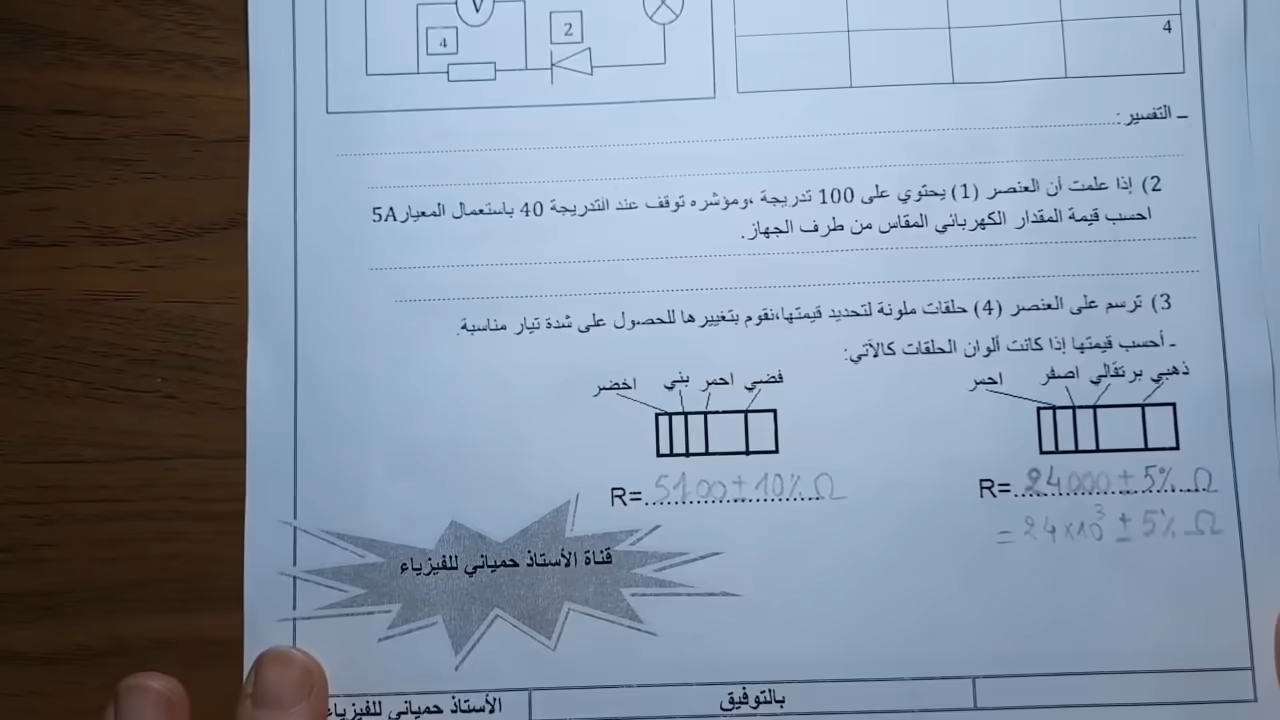 V
2
4
4
ـ التفسير:
2) إذا علمت أن العنصر (1) يحتوي على 100 تدريجة ،ومؤشره توقف عند التدريجة 40 باستعمال المعيار5A
احسب قيمة المقدار الكهربائي المقاس من طرف الجهاز.
3) ترسم على العنصر (4) حلقات ملونة لتحديد قيمتها،نقوم بتغييرها للحصول على شدة تيار مناسبة.
ـ أحسب قيمتها إذا كانت ألوان الحلقات كالآتي:
ذهبي برتقالي اصفر احمر
فضي احمر بني اخضر
R= 24000 ± 5% Ω
= 24×10³ ± 5% Ω
R= 5100 ± 10% Ω
قناة الأستاذ حمياني للفيزياء
بالتوفيق
الأستاذ حمياني للفيزياء